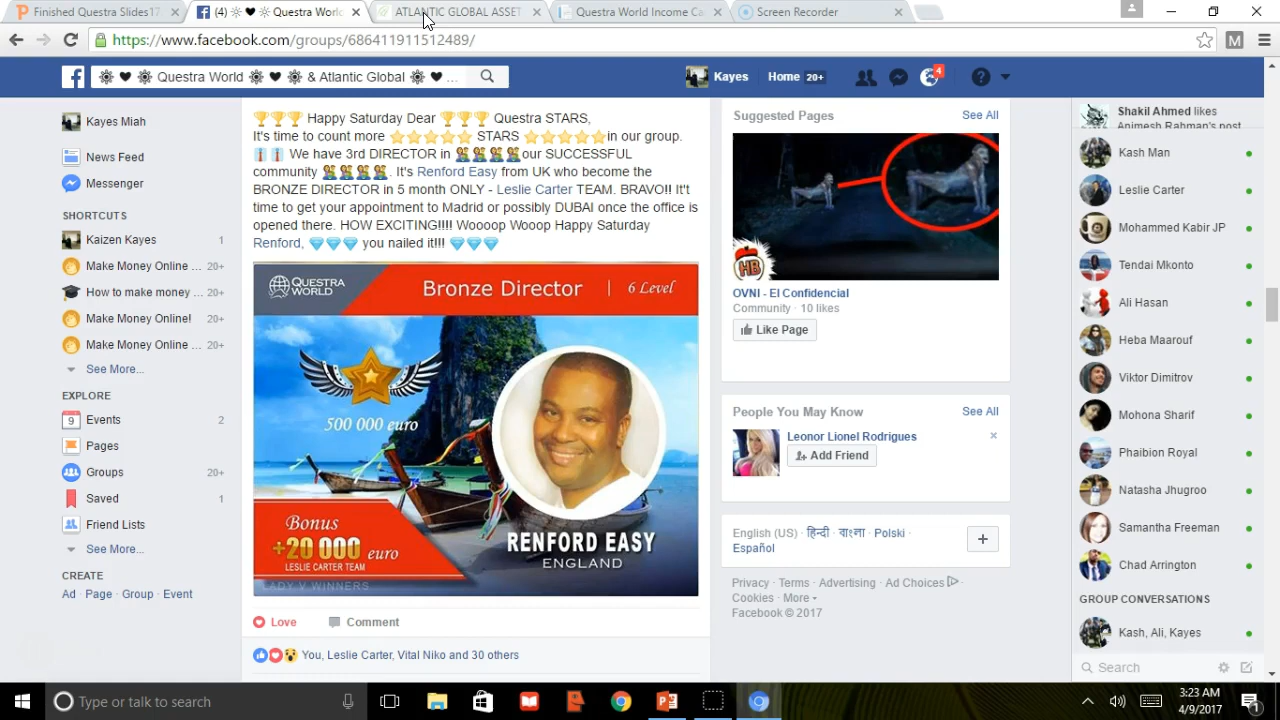 Finished Questra Slides17
(4) ☼ ♥ ☼ Questra Worl
ATLANTIC GLOBAL ASSET
Questra World Income Ca
Screen Recorder
https://www.facebook.com/groups/686411911512489/
Questra World ❁ ♥ ❁ & Atlantic Global ❁ ♥ ...
Kayes
Home 20+
4
Kayes Miah
News Feed
Messenger
SHORTCUTS
Kaizen Kayes 1
Make Money Online ... 20+
How to make money ... 20+
Make Money Online! 20+
Make Money Online ... 20+
See More...
EXPLORE
9 Events 2
Pages
Groups 20+
Saved 1
Friend Lists
See More...
CREATE
Ad · Page · Group · Event
🏆🏆🏆 Happy Saturday Dear 🏆🏆🏆 Questra STARS,
It's time to count more ⭐⭐⭐⭐⭐ STARS ⭐⭐⭐⭐⭐in our group.
👔👔 We have 3rd DIRECTOR in our SUCCESSFUL
community . It's Renford Easy from UK who become the
BRONZE DIRECTOR in 5 month ONLY - Leslie Carter TEAM. BRAVO!! It't
time to get your appointment to Madrid or possibly DUBAI once the office is
opened there. HOW EXCITING!!!! Woooop Wooop Happy Saturday
Renford, 💎💎💎 you nailed it!!! 💎💎💎
QUESTRA
WORLD
Bronze Director | 6 Level
500 000 euro
Bonus
+20 000 euro
LESLIE CARTER TEAM
RENFORD EASY
ENGLAND
LADY V WINNERS
Love Comment
You, Leslie Carter, Vital Niko and 30 others
Suggested Pages See All
HB
OVNI - El Confidencial
Community · 10 likes
Like Page
People You May Know See All
Leonor Lionel Rodrigues
Add Friend
English (US) · हिन्दी · বাংলা · Polski ·
Español
Privacy · Terms · Advertising · Ad Choices ·
Cookies · More
Facebook © 2017
Shakil Ahmed likes
Animesh Rahman's post
Kash Man
Leslie Carter
Mohammed Kabir JP
Tendai Mkonto
Ali Hasan
Heba Maarouf
Viktor Dimitrov
Mohona Sharif
Phaibion Royal
Natasha Jhugroo
Samantha Freeman
Chad Arrington
GROUP CONVERSATIONS
Kash, Ali, Kayes
Search
Type or talk to search
3:23 AM
4/9/2017
1